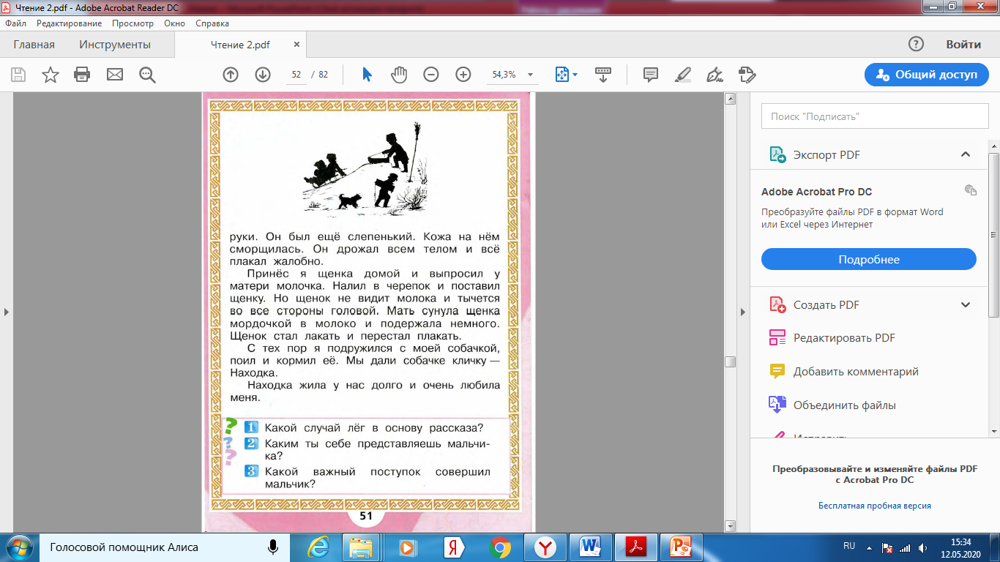 Чтение 2.pdf - Adobe Acrobat Reader DC
Файл Редактирование Просмотр Окно Справка
Главная Инструменты Чтение 2.pdf × Войти
52 / 82 54,3% Общий доступ
руки. Он был ещё слепенький. Кожа на нём
сморщилась. Он дрожал всем телом и всё
плакал жалобно.
Принёс я щенка домой и выпросил у
матери молочка. Налил в черепок и поставил
щенку. Но щенок не видит молока и тычется
во все стороны головой. Мать сунула щенка
мордочкой в молоко и подержала немного.
Щенок стал лакать и перестал плакать.
С тех пор я подружился с моей собачкой,
поил и кормил её. Мы дали собачке кличку —
Находка.
Находка жила у нас долго и очень любила
меня.
1 Какой случай лёг в основу рассказа?
2 Каким ты себе представляешь мальчи-
ка?
3 Какой важный поступок совершил
мальчик?
51
Поиск "Подписать"
Экспорт PDF
Adobe Acrobat Pro DC
Преобразуйте файлы PDF в формат Word
или Excel через Интернет
Подробнее
Создать PDF
Редактировать PDF
Добавить комментарий
Объединить файлы
Преобразовывайте и изменяйте файлы PDF
с Acrobat Pro DC
Бесплатная пробная версия
Голосовой помощник Алиса
RU 15:34
12.05.2020